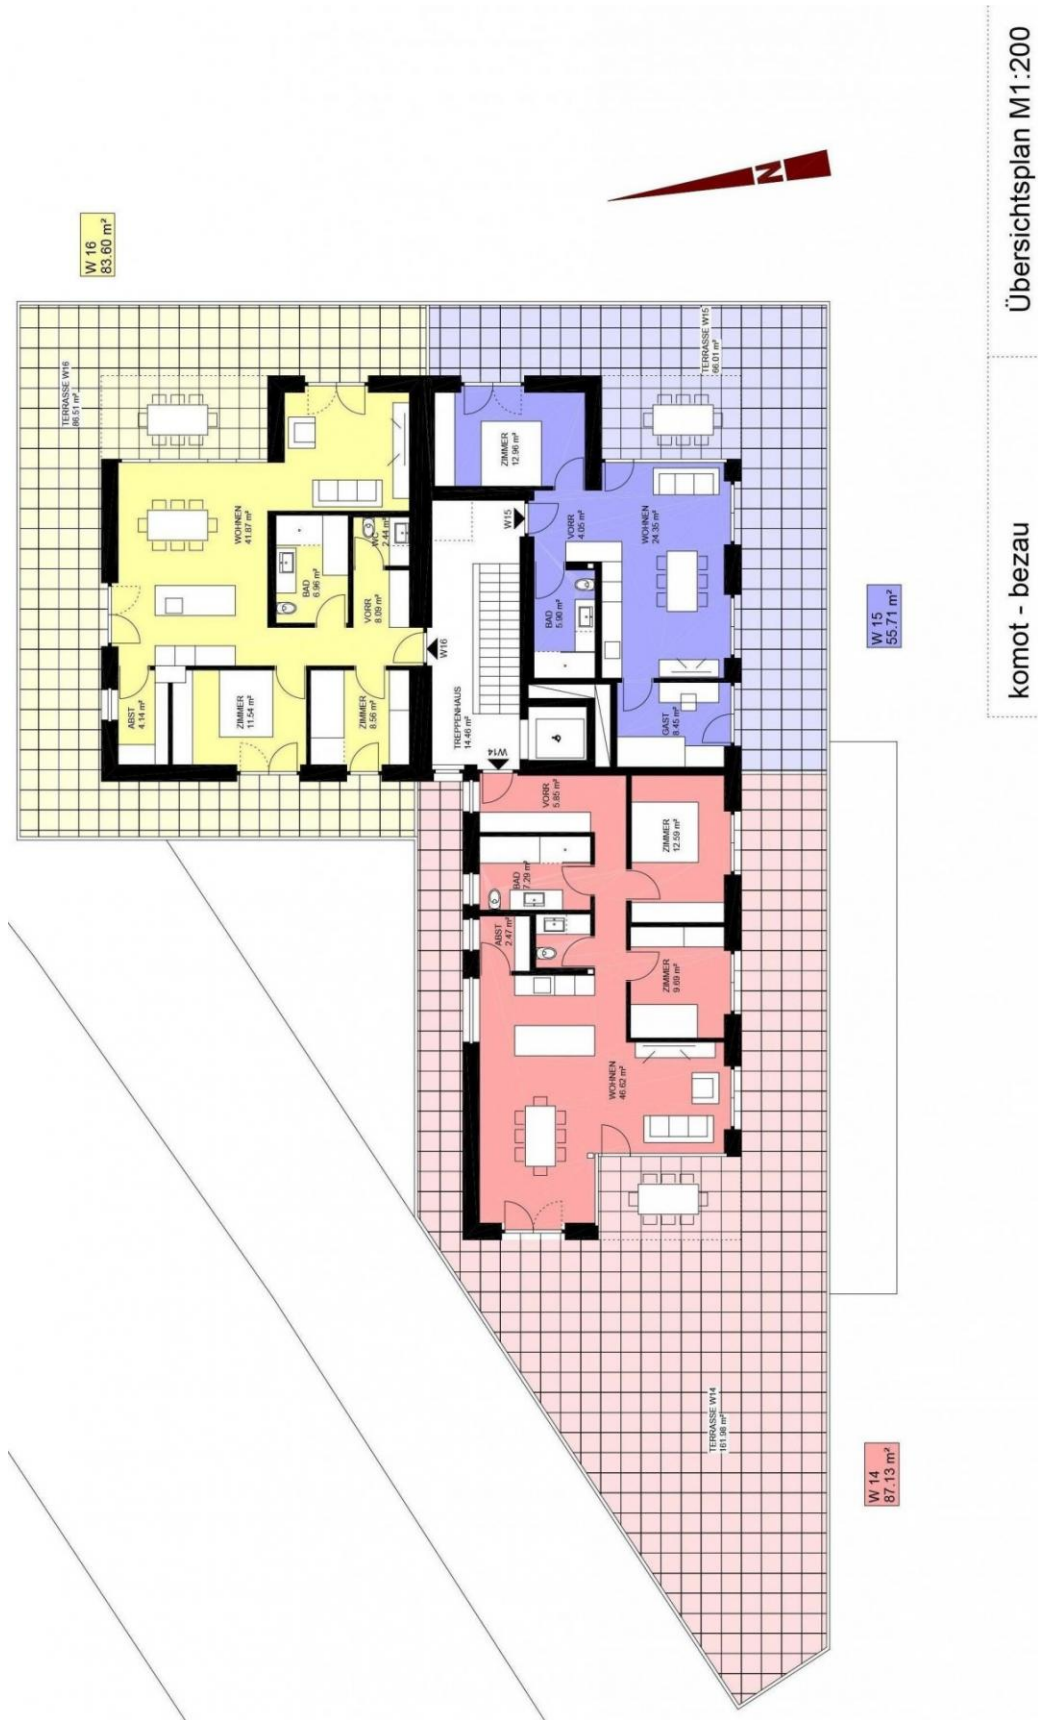 Übersichtsplan M1:200
komot - bezau
W 16
83.60 m²
TERRASSE W16
86.51 m²
WOHNEN
41.87 m²
BAD
6.96 m²
WC
2.44 m²
VORR
8.09 m²
ABST
4.14 m²
ZIMMER
11.54 m²
ZIMMER
8.56 m²
W16
TREPPENHAUS
14.46 m²
W15
W14
W 15
55.71 m²
TERRASSE W15
66.01 m²
ZIMMER
12.96 m²
VORR
4.05 m²
WOHNEN
24.35 m²
BAD
5.90 m²
GAST
8.45 m²
W 14
87.13 m²
VORR
5.85 m²
BAD
7.29 m²
ZIMMER
12.59 m²
ABST
2.47 m²
ZIMMER
9.69 m²
WOHNEN
46.62 m²
TERRASSE W14
161.98 m²
N